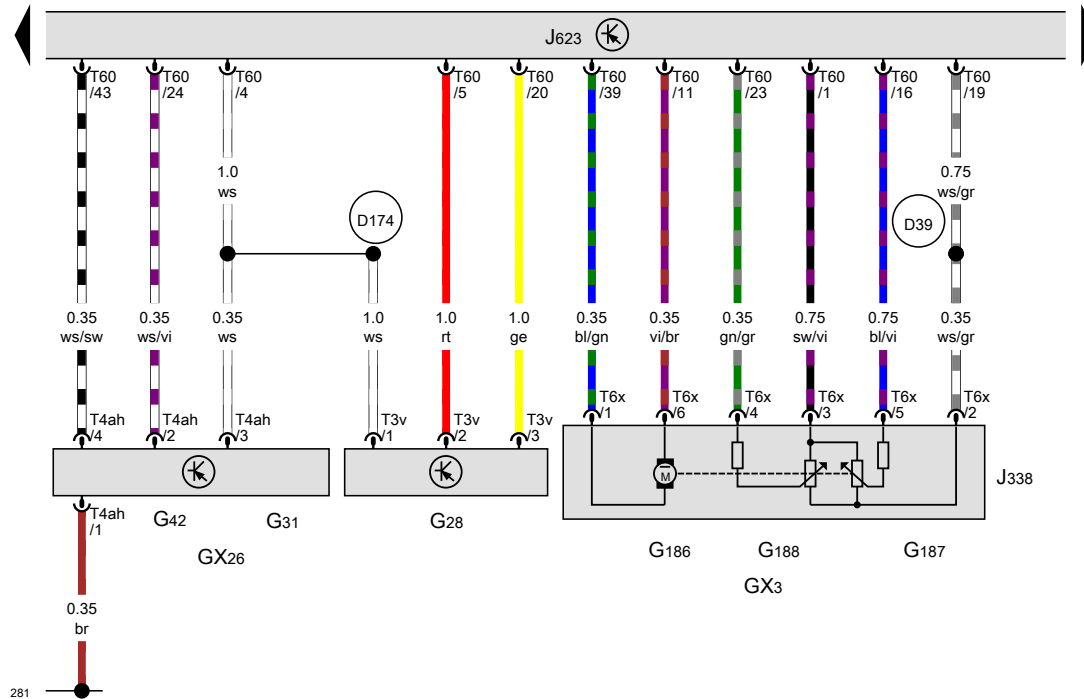 J623
T60 T60 T60 T60 T60 T60 T60 T60 T60 T60 T60
/43 /24 /4 /5 /20 /39 /11 /23 /1 /16 /19
1.0 0.75
ws ws/gr
D174 D39
0.35 0.35 0.35 1.0 1.0 1.0 0.35 0.35 0.35 0.75 0.75 0.35
ws/sw ws/vi ws ws rt ge bl/gn vi/br gn/gr sw/vi bl/vi ws/gr
T6x T6x T6x T6x T6x T6x
/1 /6 /4 /3 /5 /2
T4ah T4ah T4ah T3v T3v T3v
/4 /2 /3 /1 /2 /3
M
J338
T4ah
/1
G42 G31 G28
GX26
G186 G188 G187
GX3
0.35
br
281